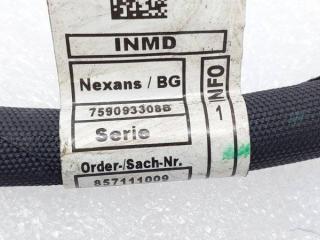 INMD
Nexans / BG
759093308B
Serie
Order-/Sach-Nr.
857111009
INFO
1